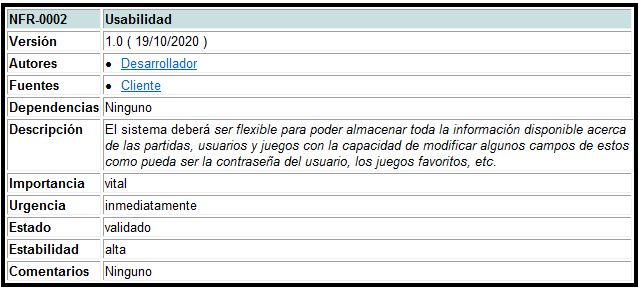 NFR-0002 Usabilidad
Versión 1.0 ( 19/10/2020 )
Autores • Desarrollador
Fuentes • Cliente
Dependencias Ninguno
Descripción El sistema deberá ser flexible para poder almacenar toda la información disponible acerca
de las partidas, usuarios y juegos con la capacidad de modificar algunos campos de estos
como pueda ser la contraseña del usuario, los juegos favoritos, etc.
Importancia vital
Urgencia inmediatamente
Estado validado
Estabilidad alta
Comentarios Ninguno